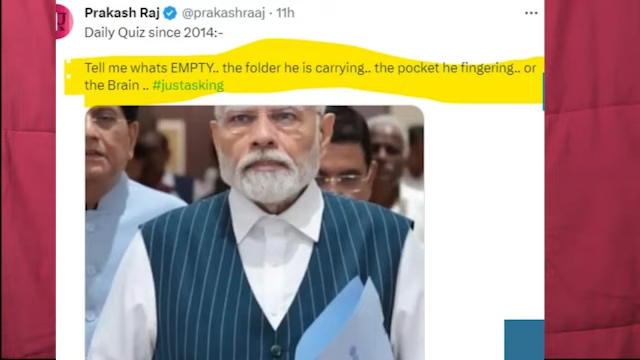 Prakash Raj @prakashraaj · 11h
Daily Quiz since 2014:-
Tell me whats EMPTY.. the folder he is carrying.. the pocket he fingering.. or
the Brain .. #justasking